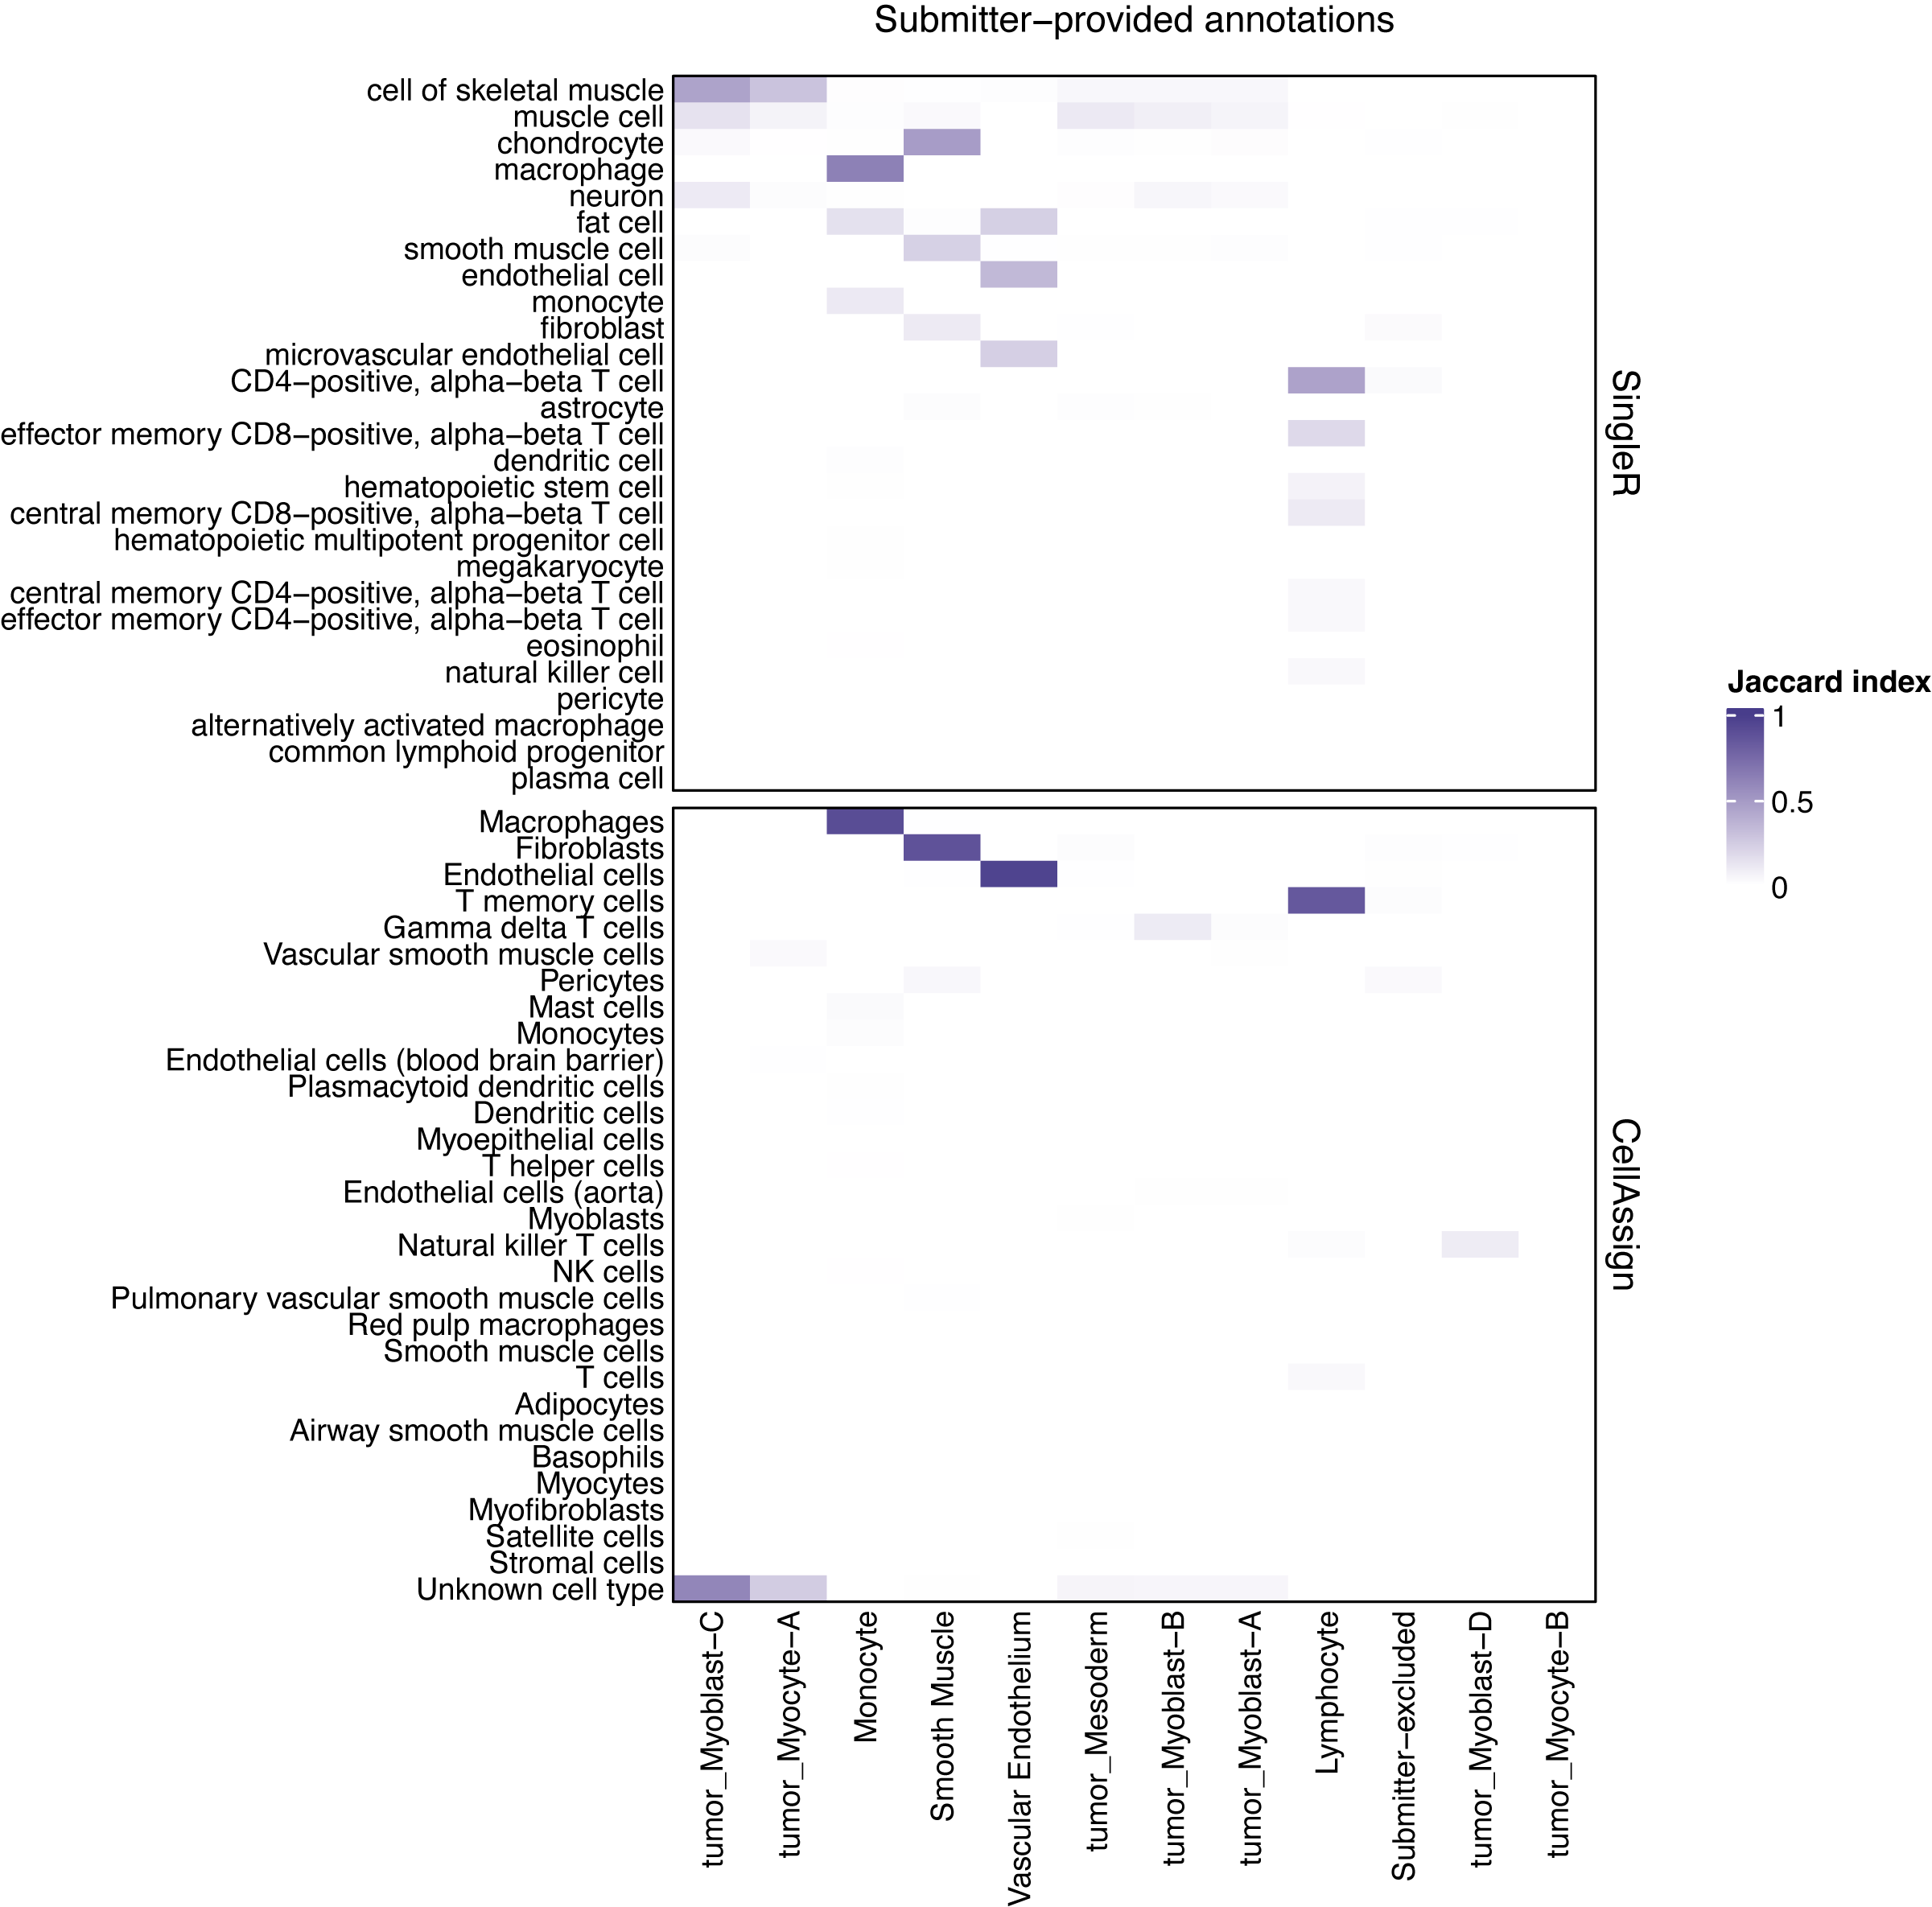 Submitter−provided annotations
cell of skeletal muscle
muscle cell
chondrocyte
macrophage
neuron
fat cell
smooth muscle cell
endothelial cell
monocyte
fibroblast
microvascular endothelial cell
CD4−positive, alpha−beta T cell
astrocyte
effector memory CD8−positive, alpha−beta T cell
dendritic cell
hematopoietic stem cell
central memory CD8−positive, alpha−beta T cell
hematopoietic multipotent progenitor cell
megakaryocyte
central memory CD4−positive, alpha−beta T cell
effector memory CD4−positive, alpha−beta T cell
eosinophil
natural killer cell
pericyte
alternatively activated macrophage
common lymphoid progenitor
plasma cell
SingleR
Macrophages
Fibroblasts
Endothelial cells
T memory cells
Gamma delta T cells
Vascular smooth muscle cells
Pericytes
Mast cells
Monocytes
Endothelial cells (blood brain barrier)
Plasmacytoid dendritic cells
Dendritic cells
Myoepithelial cells
T helper cells
Endothelial cells (aorta)
Myoblasts
Natural killer T cells
NK cells
Pulmonary vascular smooth muscle cells
Red pulp macrophages
Smooth muscle cells
T cells
Adipocytes
Airway smooth muscle cells
Basophils
Myocytes
Myofibroblasts
Satellite cells
Stromal cells
Unknown cell type
CellAssign
tumor_Myoblast−C
tumor_Myocyte−A
Monocyte
Smooth Muscle
Vascular Endothelium
tumor_Mesoderm
tumor_Myoblast−B
tumor_Myoblast−A
Lymphocyte
Submitter−excluded
tumor_Myoblast−D
tumor_Myocyte−B
Jaccard index
1
0.5
0